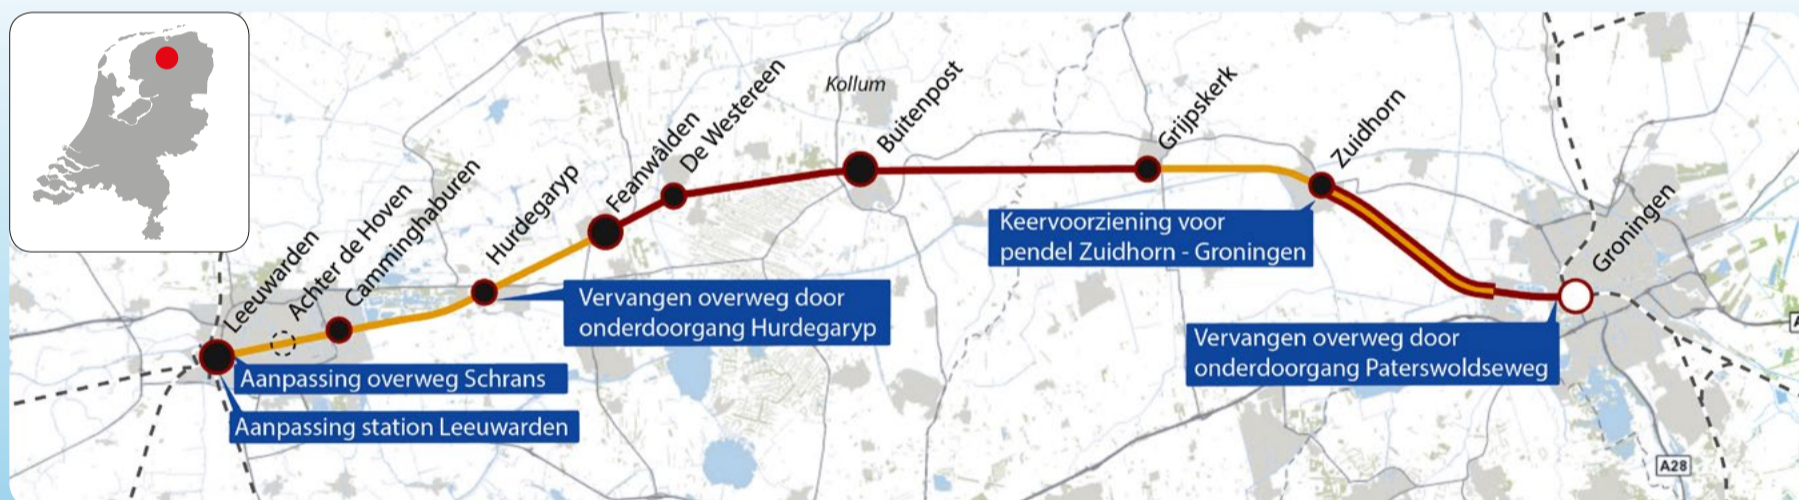 Leeuwarden
Achter de Hoven
Camminghaburen
Hurdegaryp
Feanwâlden
De Westereen
Kollum
Buitenpost
Grijpskerk
Zuidhorn
Groningen
Keervoorziening voor
pendel Zuidhorn - Groningen
Vervangen overweg door
onderdoorgang Hurdegaryp
Vervangen overweg door
onderdoorgang Paterswoldseweg
Aanpassing overweg Schrans
Aanpassing station Leeuwarden
A28